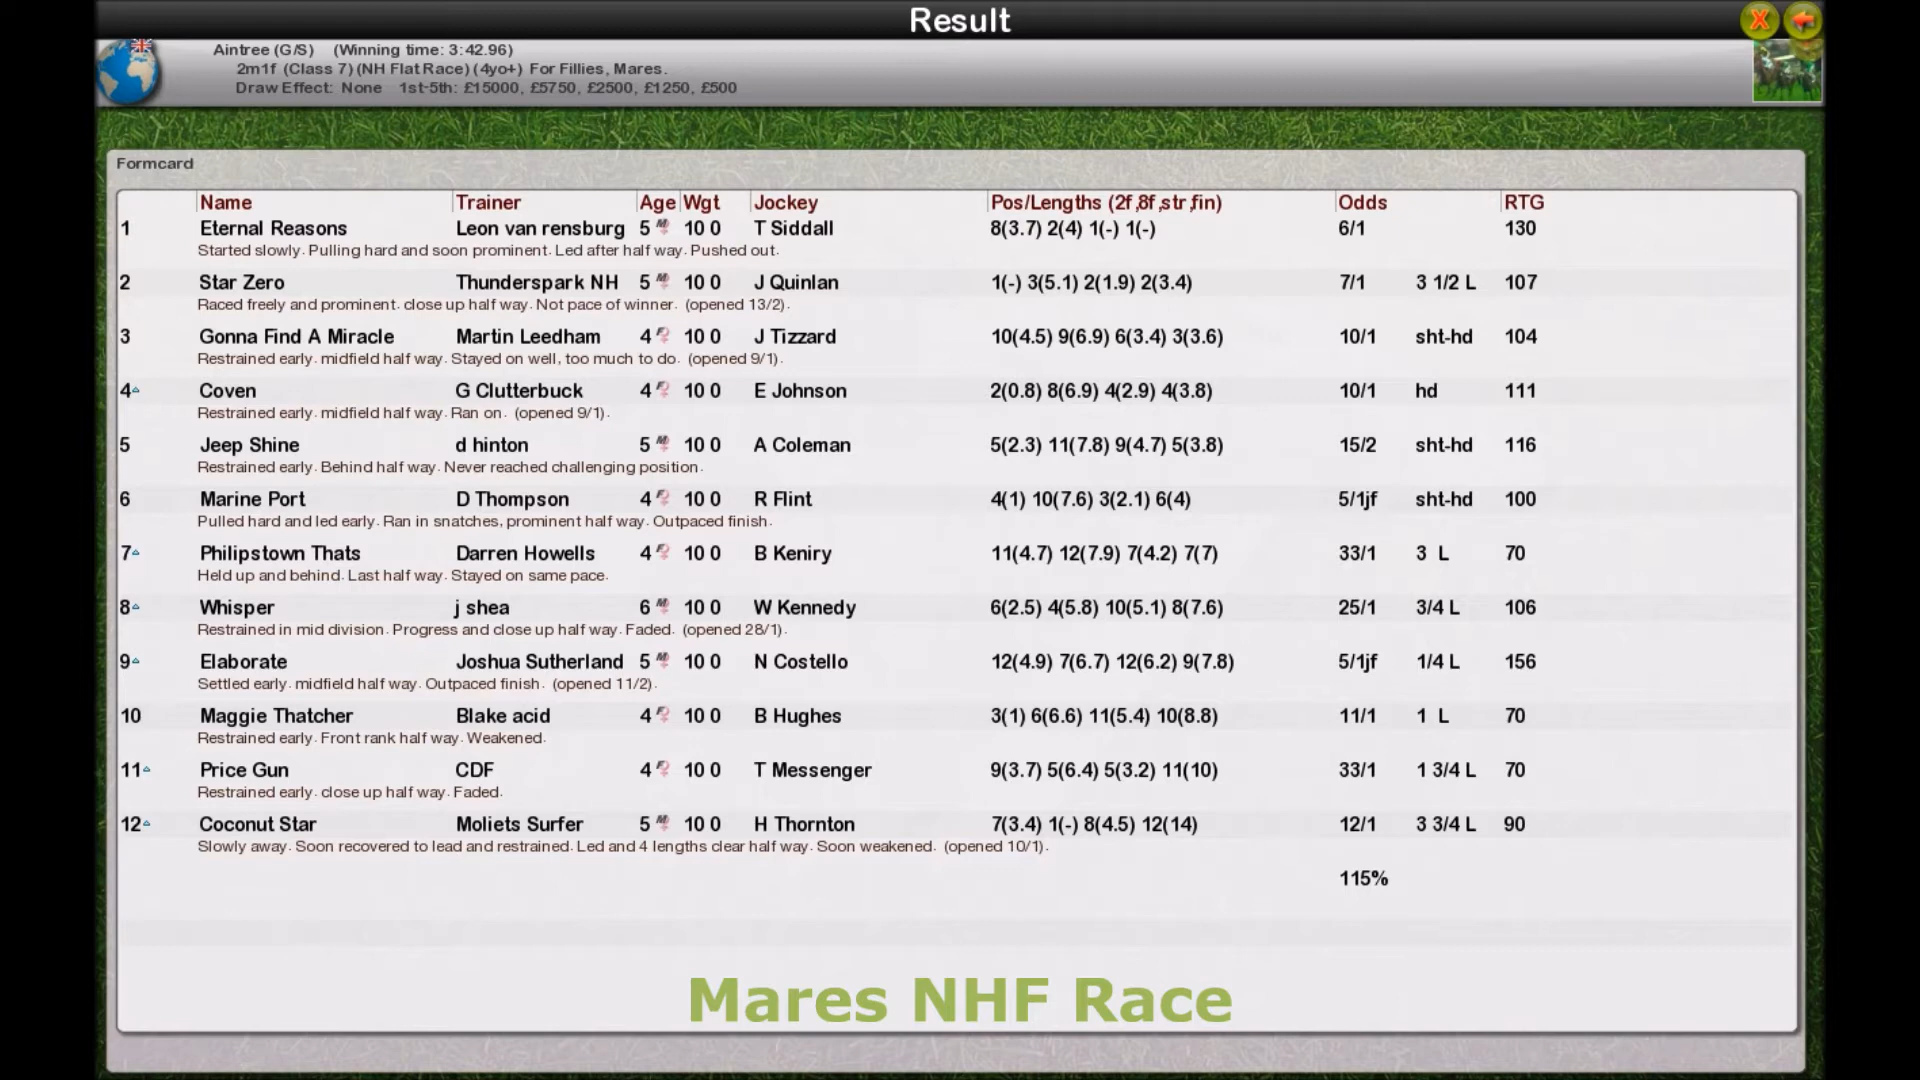 Result
Aintree (G/S) (Winning time: 3:42.96)
2m1f (Class 7) (NH Flat Race) (4yo+) For Fillies, Mares.
Draw Effect: None 1st-5th: £15000, £5750, £2500, £1250, £500
Formcard
Name Trainer Age Wgt Jockey Pos/Lengths (2f,8f,str,fin) Odds RTG
1 Eternal Reasons Leon van rensburg 5 M 10 0 T Siddall 8(3.7) 2(4) 1(-) 1(-) 6/1 130
Started slowly. Pulling hard and soon prominent. Led after half way. Pushed out.
2 Star Zero Thunderspark NH 5 M 10 0 J Quinlan 1(-) 3(5.1) 2(1.9) 2(3.4) 7/1 3 1/2 L 107
Raced freely and prominent. close up half way. Not pace of winner. (opened 13/2).
3 Gonna Find A Miracle Martin Leedham 4 F 10 0 J Tizzard 10(4.5) 9(6.9) 6(3.4) 3(3.6) 10/1 sht-hd 104
Restrained early. midfield half way. Stayed on well, too much to do. (opened 9/1).
4 Coven G Clutterbuck 4 F 10 0 E Johnson 2(0.8) 8(6.9) 4(2.9) 4(3.8) 10/1 hd 111
Restrained early. midfield half way. Ran on. (opened 9/1).
5 Jeep Shine d hinton 5 M 10 0 A Coleman 5(2.3) 11(7.8) 9(4.7) 5(3.8) 15/2 sht-hd 116
Restrained early. Behind half way. Never reached challenging position.
6 Marine Port D Thompson 4 F 10 0 R Flint 4(1) 10(7.6) 3(2.1) 6(4) 5/1jf sht-hd 100
Pulled hard and led early. Ran in snatches, prominent half way. Outpaced finish.
7 Philipstown Thats Darren Howells 4 F 10 0 B Keniry 11(4.7) 12(7.9) 7(4.2) 7(7) 33/1 3 L 70
Held up and behind. Last half way. Stayed on same pace.
8 Whisper j shea 6 M 10 0 W Kennedy 6(2.5) 4(5.8) 10(5.1) 8(7.6) 25/1 3/4 L 106
Restrained in mid division. Progress and close up half way. Faded. (opened 28/1).
9 Elaborate Joshua Sutherland 5 M 10 0 N Costello 12(4.9) 7(6.7) 12(6.2) 9(7.8) 5/1jf 1/4 L 156
Settled early. midfield half way. Outpaced finish. (opened 11/2).
10 Maggie Thatcher Blake acid 4 F 10 0 B Hughes 3(1) 6(6.6) 11(5.4) 10(8.8) 11/1 1 L 70
Restrained early. Front rank half way. Weakened.
11 Price Gun CDF 4 F 10 0 T Messenger 9(3.7) 5(6.4) 5(3.2) 11(10) 33/1 1 3/4 L 70
Restrained early. close up half way. Faded.
12 Coconut Star Moliets Surfer 5 M 10 0 H Thornton 7(3.4) 1(-) 8(4.5) 12(14) 12/1 3 3/4 L 90
Slowly away. Soon recovered to lead and restrained. Led and 4 lengths clear half way. Soon weakened. (opened 10/1).
115%
Mares NHF Race